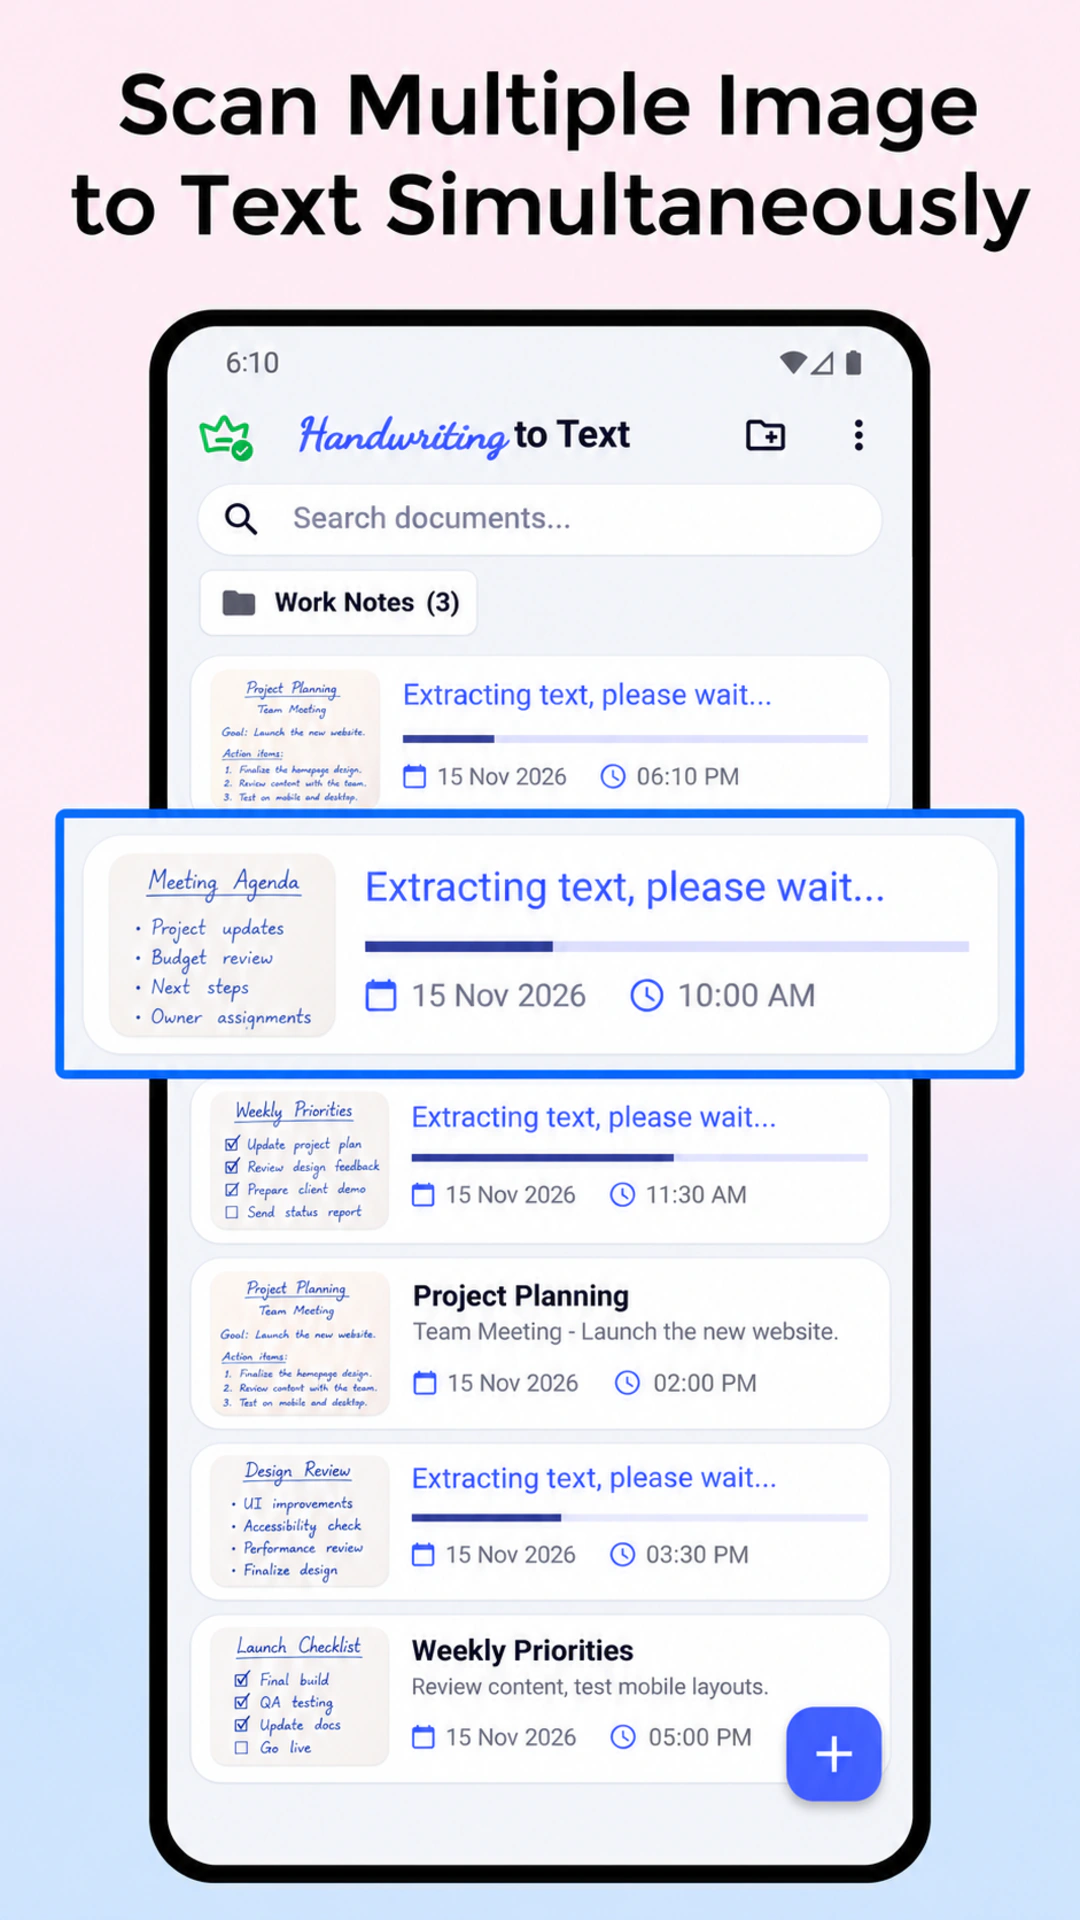 Scan Multiple Image
to Text Simultaneously
6:10
Handwriting to Text
Search documents...
Work Notes (3)
Project Planning
Team Meeting
Goal: Launch the new website.
Action items:
1. Finalize the homepage design.
2. Review content with the team.
3. Test on mobile and desktop.
Extracting text, please wait...
15 Nov 2026 06:10 PM
Meeting Agenda
• Project updates
• Budget review
• Next steps
• Owner assignments
Extracting text, please wait...
15 Nov 2026 10:00 AM
Weekly Priorities
Update project plan
Review design feedback
Prepare client demo
Send status report
Extracting text, please wait...
15 Nov 2026 11:30 AM
Project Planning
Team Meeting
Goal: Launch the new website.
Action items:
1. Finalize the homepage design.
2. Review content with the team.
3. Test on mobile and desktop.
Project Planning
Team Meeting - Launch the new website.
15 Nov 2026 02:00 PM
Design Review
• UI improvements
• Accessibility check
• Performance review
• Finalize design
Extracting text, please wait...
15 Nov 2026 03:30 PM
Launch Checklist
Final build
QA testing
Update docs
Go live
Weekly Priorities
Review content, test mobile layouts.
15 Nov 2026 05:00 PM